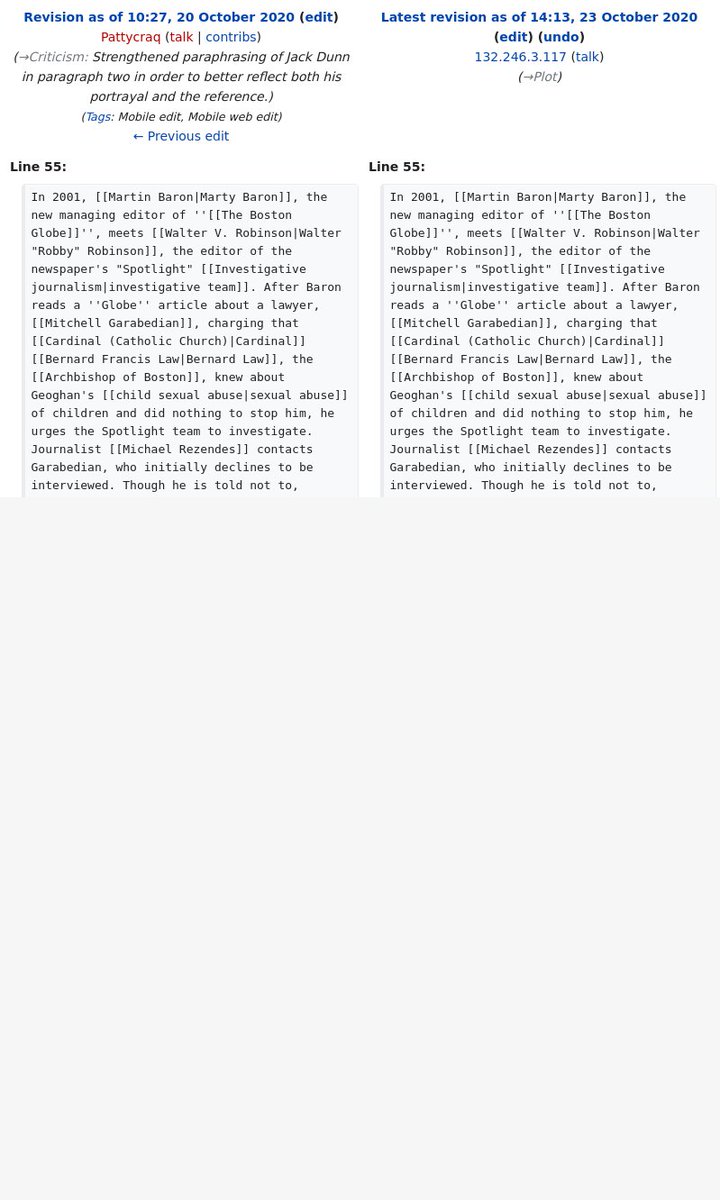 Revision as of 10:27, 20 October 2020 (edit)
Pattycraq (talk | contribs)
(→Criticism: Strengthened paraphrasing of Jack Dunn
in paragraph two in order to better reflect both his
portrayal and the reference.)
(Tags: Mobile edit, Mobile web edit)
← Previous edit
Latest revision as of 14:13, 23 October 2020
(edit) (undo)
132.246.3.117 (talk)
(→Plot)
Line 55:
In 2001, [[Martin Baron|Marty Baron]], the
new managing editor of ''[[The Boston
Globe]]'', meets [[Walter V. Robinson|Walter
"Robby" Robinson]], the editor of the
newspaper's "Spotlight" [[Investigative
journalism|investigative team]]. After Baron
reads a ''Globe'' article about a lawyer,
[[Mitchell Garabedian]], charging that
[[Cardinal (Catholic Church)|Cardinal]]
[[Bernard Francis Law|Bernard Law]], the
[[Archbishop of Boston]], knew about
Geoghan's [[child sexual abuse|sexual abuse]]
of children and did nothing to stop him, he
urges the Spotlight team to investigate.
Journalist [[Michael Rezendes]] contacts
Garabedian, who initially declines to be
interviewed. Though he is told not to,
Line 55:
In 2001, [[Martin Baron|Marty Baron]], the
new managing editor of ''[[The Boston
Globe]]'', meets [[Walter V. Robinson|Walter
"Robby" Robinson]], the editor of the
newspaper's "Spotlight" [[Investigative
journalism|investigative team]]. After Baron
reads a ''Globe'' article about a lawyer,
[[Mitchell Garabedian]], charging that
[[Cardinal (Catholic Church)|Cardinal]]
[[Bernard Francis Law|Bernard Law]], the
[[Archbishop of Boston]], knew about
Geoghan's [[child sexual abuse|sexual abuse]]
of children and did nothing to stop him, he
urges the Spotlight team to investigate.
Journalist [[Michael Rezendes]] contacts
Garabedian, who initially declines to be
interviewed. Though he is told not to,